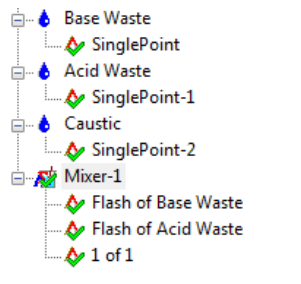 Base Waste
SinglePoint
Acid Waste
SinglePoint-1
Caustic
SinglePoint-2
Mixer-1
Flash of Base Waste
Flash of Acid Waste
1 of 1